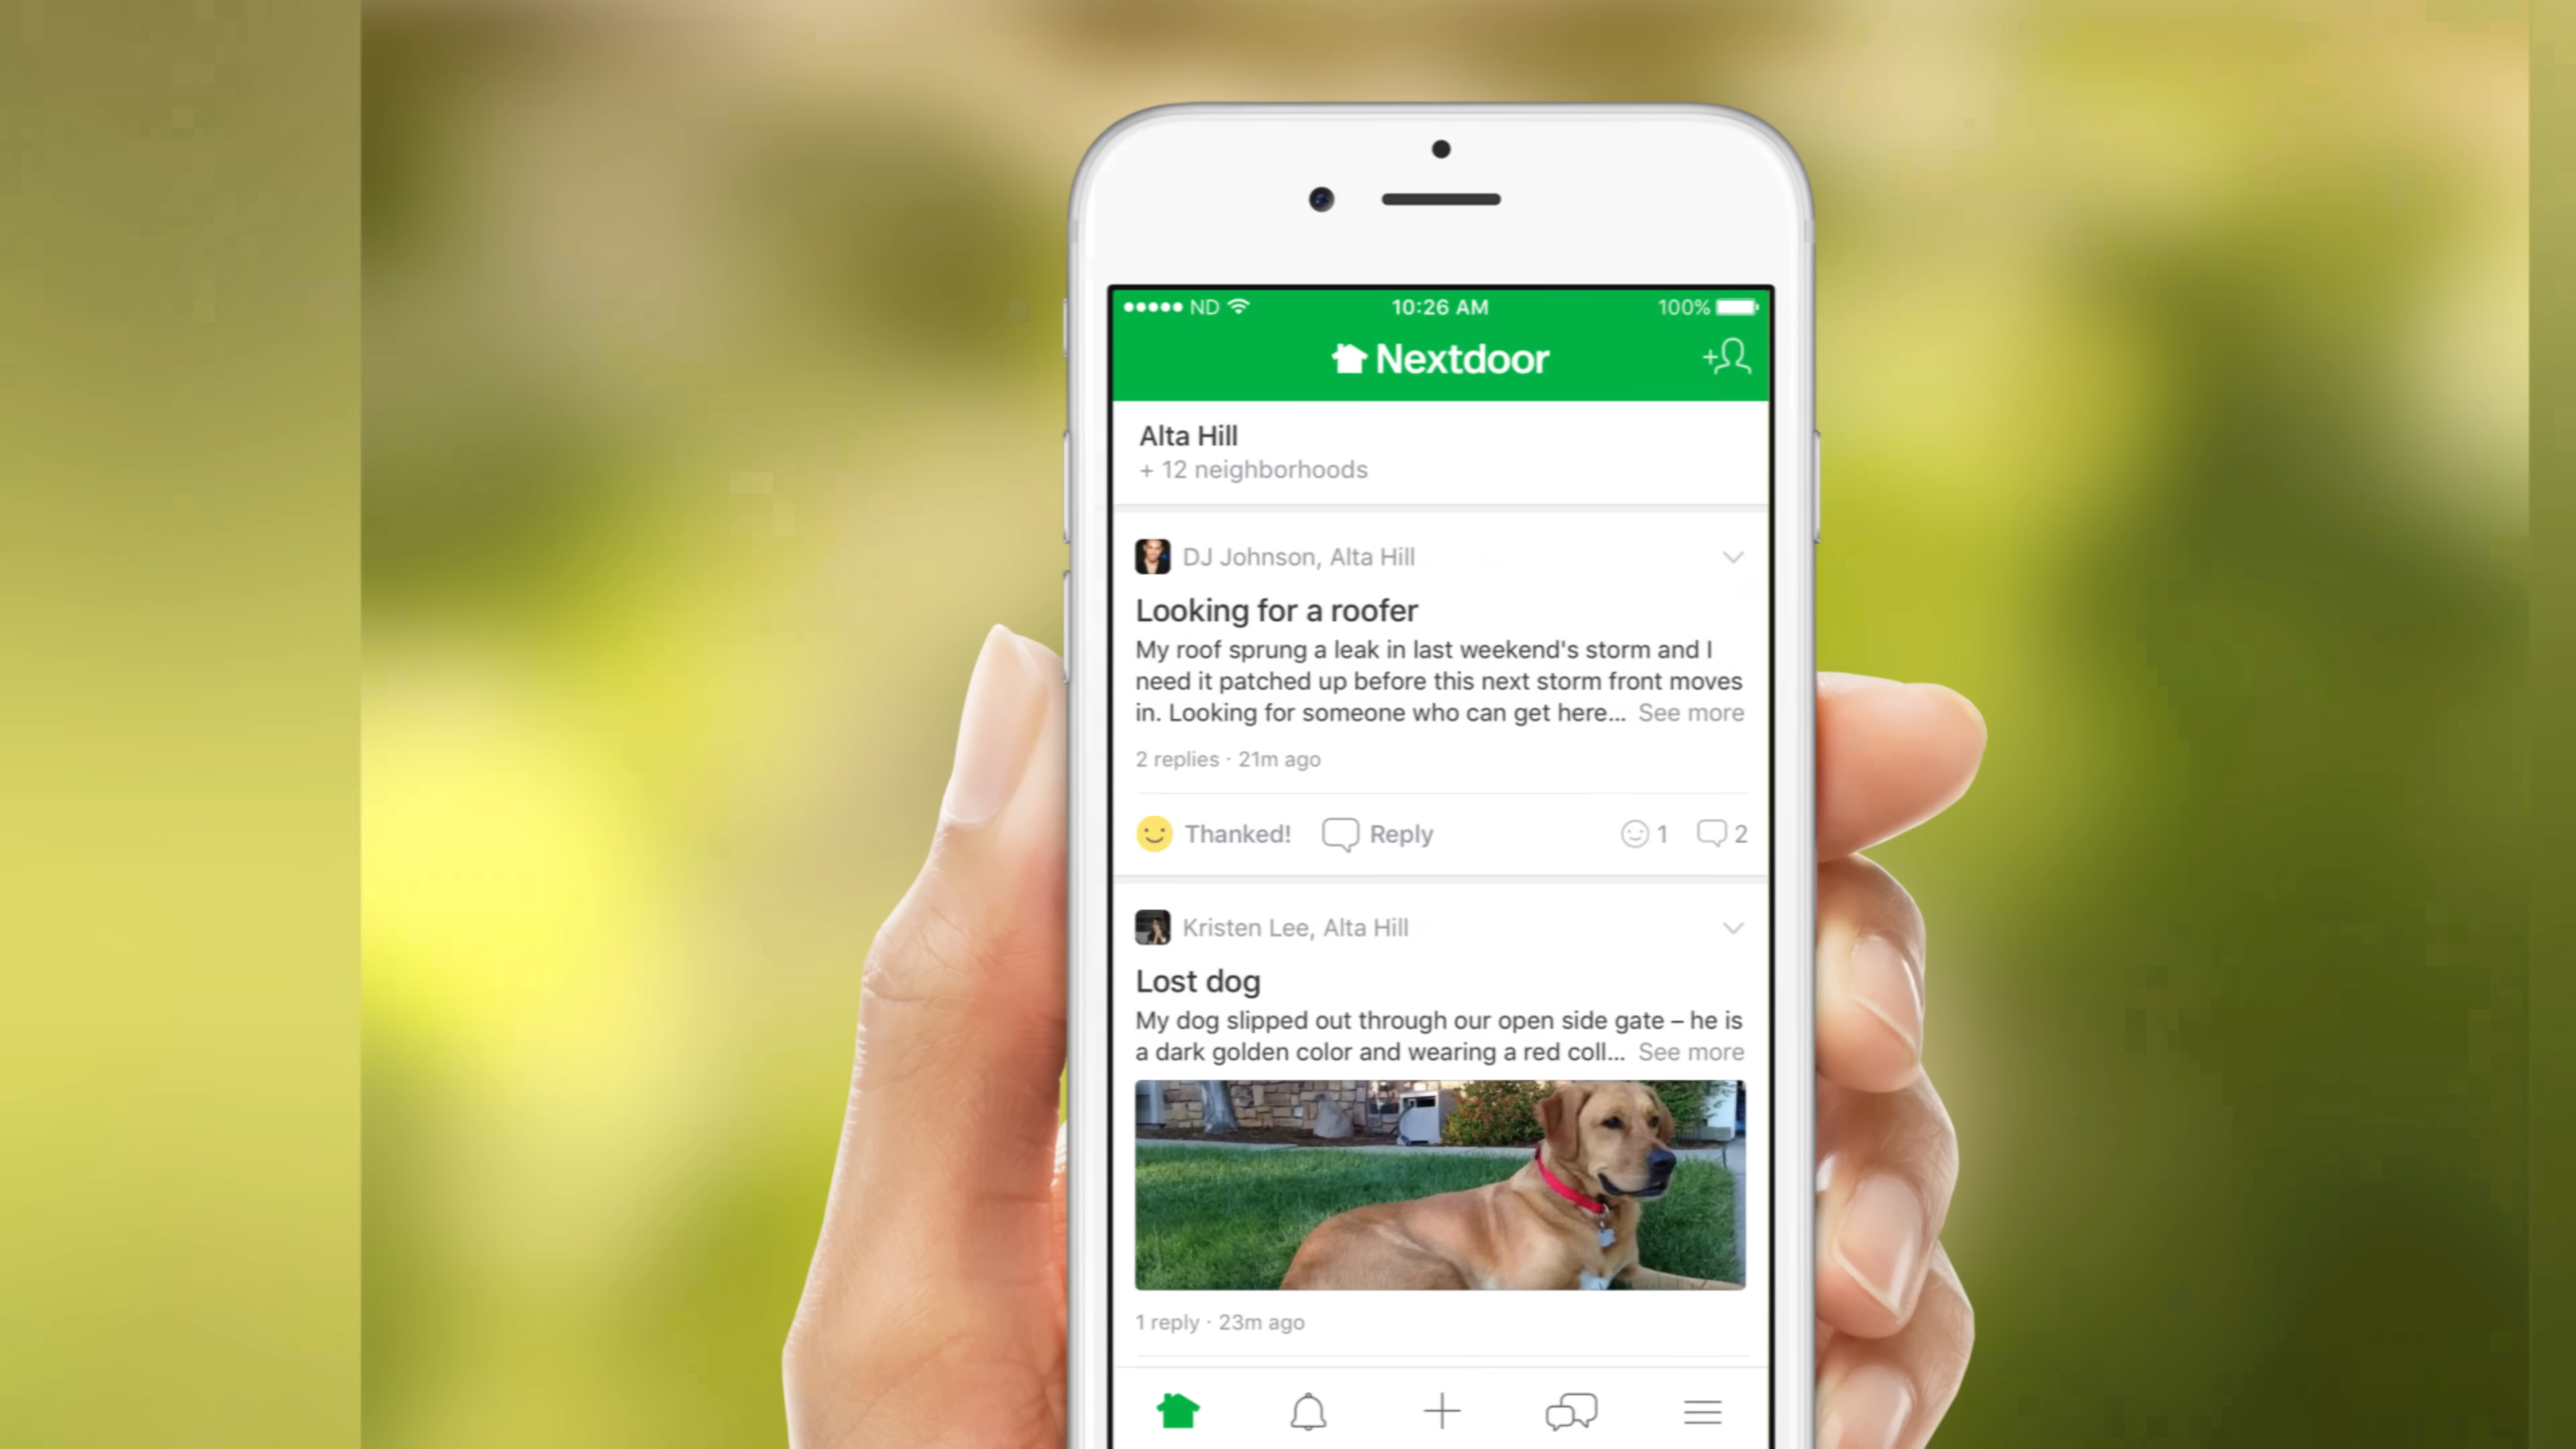 ND 10:26 AM 100%
Nextdoor
Alta Hill
+ 12 neighborhoods
DJ Johnson, Alta Hill
Looking for a roofer
My roof sprung a leak in last weekend's storm and I
need it patched up before this next storm front moves
in. Looking for someone who can get here... See more
2 replies · 21m ago
Thanked! Reply 1 2
Kristen Lee, Alta Hill
Lost dog
My dog slipped out through our open side gate – he is
a dark golden color and wearing a red coll... See more
1 reply · 23m ago